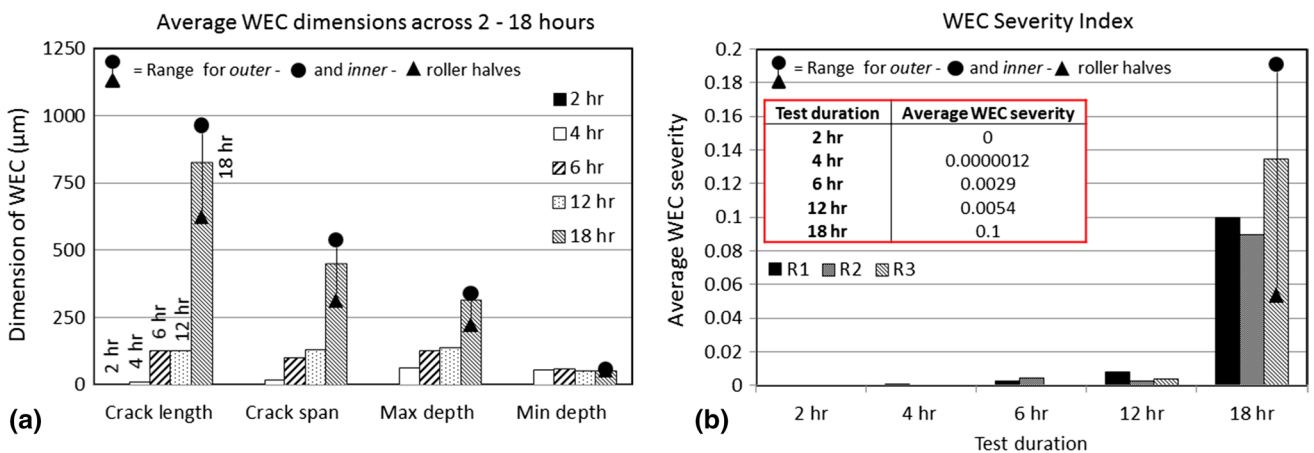 Average WEC dimensions across 2 - 18 hours
Dimension of WEC (µm)
1250
1000
750
500
250
0
= Range for outer - and inner - roller halves
2 hr
4 hr
6 hr
12 hr
18 hr
2 hr
4 hr
6 hr
12 hr
18 hr
Crack length
Crack span
Max depth
Min depth
(a)
WEC Severity Index
Average WEC severity
0.2
0.18
0.16
0.14
0.12
0.1
0.08
0.06
0.04
0.02
0
= Range for outer - and inner - roller halves
Test duration Average WEC severity
2 hr 0
4 hr 0.0000012
6 hr 0.0029
12 hr 0.0054
18 hr 0.1
R1 R2 R3
2 hr
4 hr
6 hr
12 hr
18 hr
Test duration
(b)